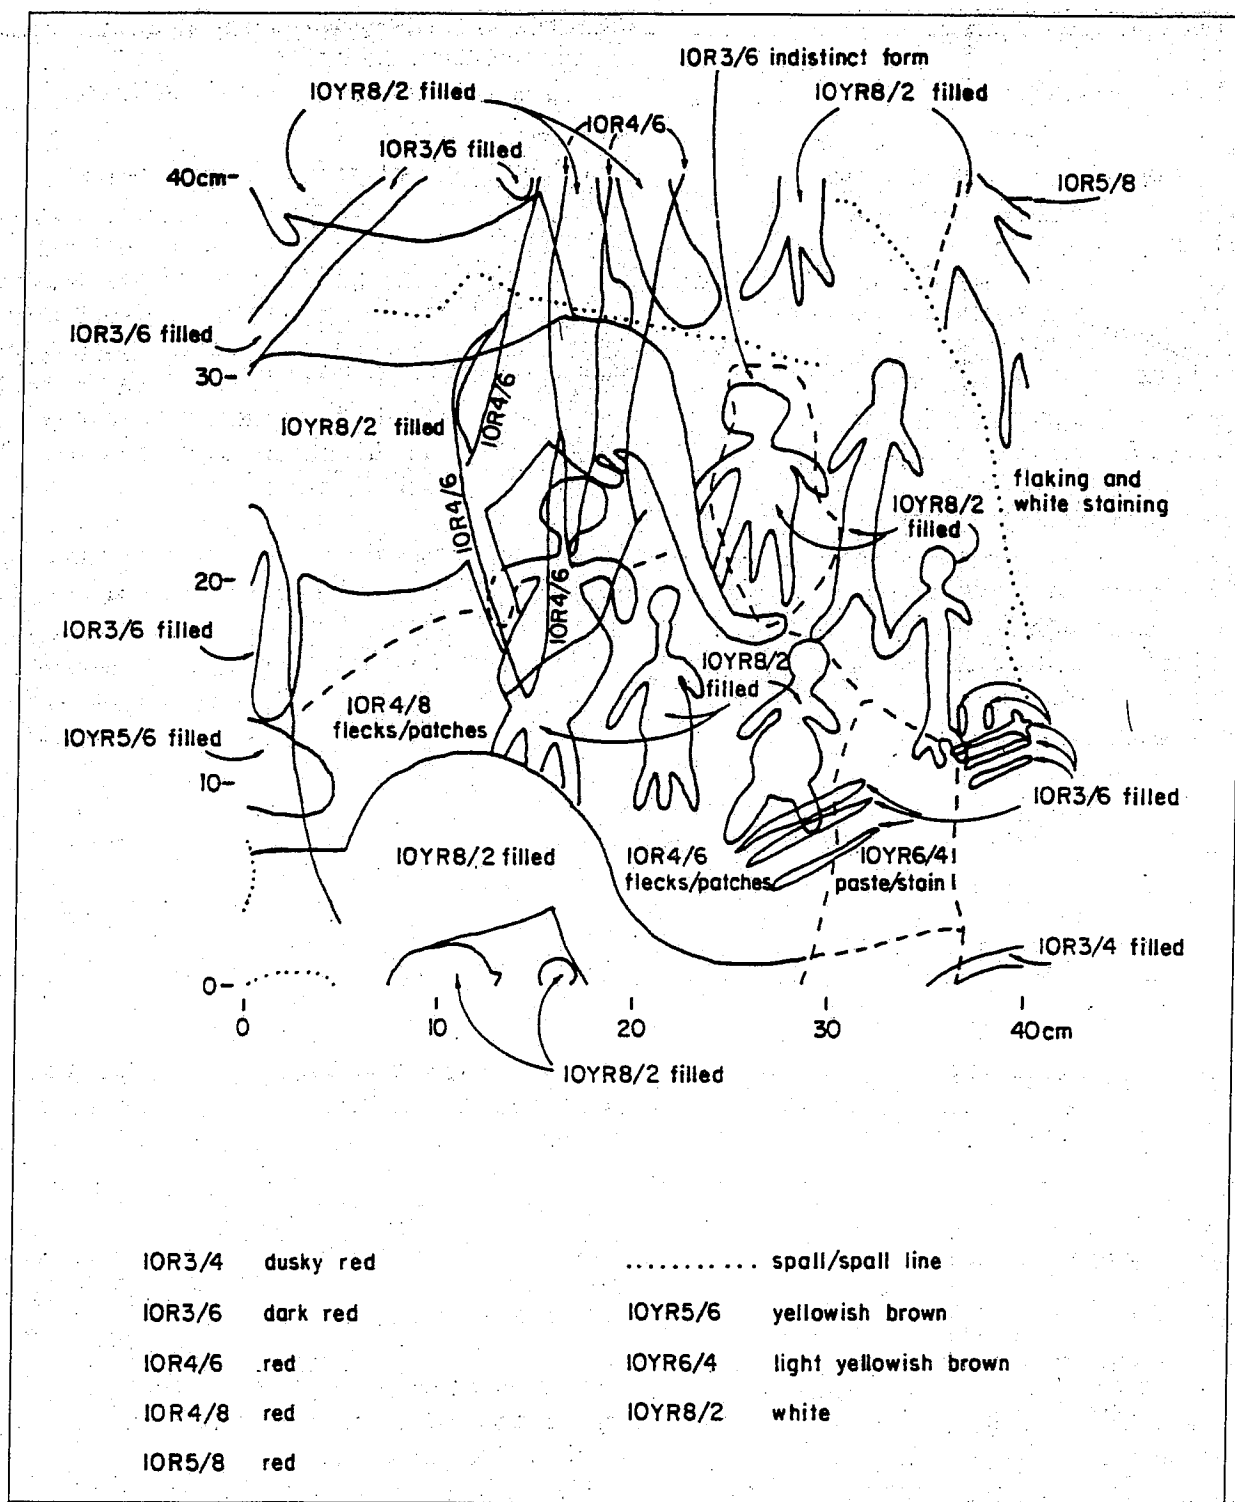 10R3/6 indistinct form
10YR8/2 filled
10YR8/2 filled
10R4/6
10R3/6 filled
40cm-
10R5/8
10R3/6 filled
30-
10R4/6
10YR8/2 filled
10R4/6
flaking and
white staining
10YR8/2
filled
20-
10R4/6
10R3/6 filled
10YR8/2
filled
10R4/8
flecks/patches
10YR5/6 filled
10-
10R3/6 filled
10YR8/2 filled
10R4/6
flecks/patches
10YR6/4
paste/stain
10R3/4 filled
0-
0
10
20
30
40cm
10YR8/2 filled
10R3/4 dusky red
10R3/6 dark red
10R4/6 red
10R4/8 red
10R5/8 red
........... spall/spall line
10YR5/6 yellowish brown
10YR6/4 light yellowish brown
10YR8/2 white